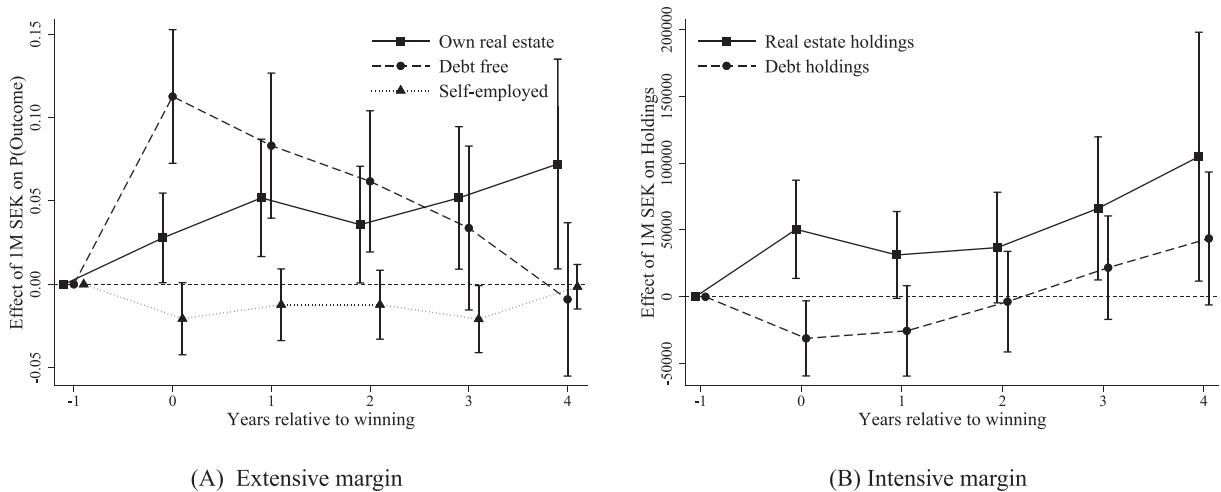 Own real estate
Debt free
Self-employed
Effect of 1M SEK on P(Outcome)
0.15
0.10
0.05
0.00
-0.05
-1 0 1 2 3 4
Years relative to winning
(A) Extensive margin
Real estate holdings
Debt holdings
Effect of 1M SEK on Holdings
200000
150000
100000
50000
0
-50000
-1 0 1 2 3 4
Years relative to winning
(B) Intensive margin